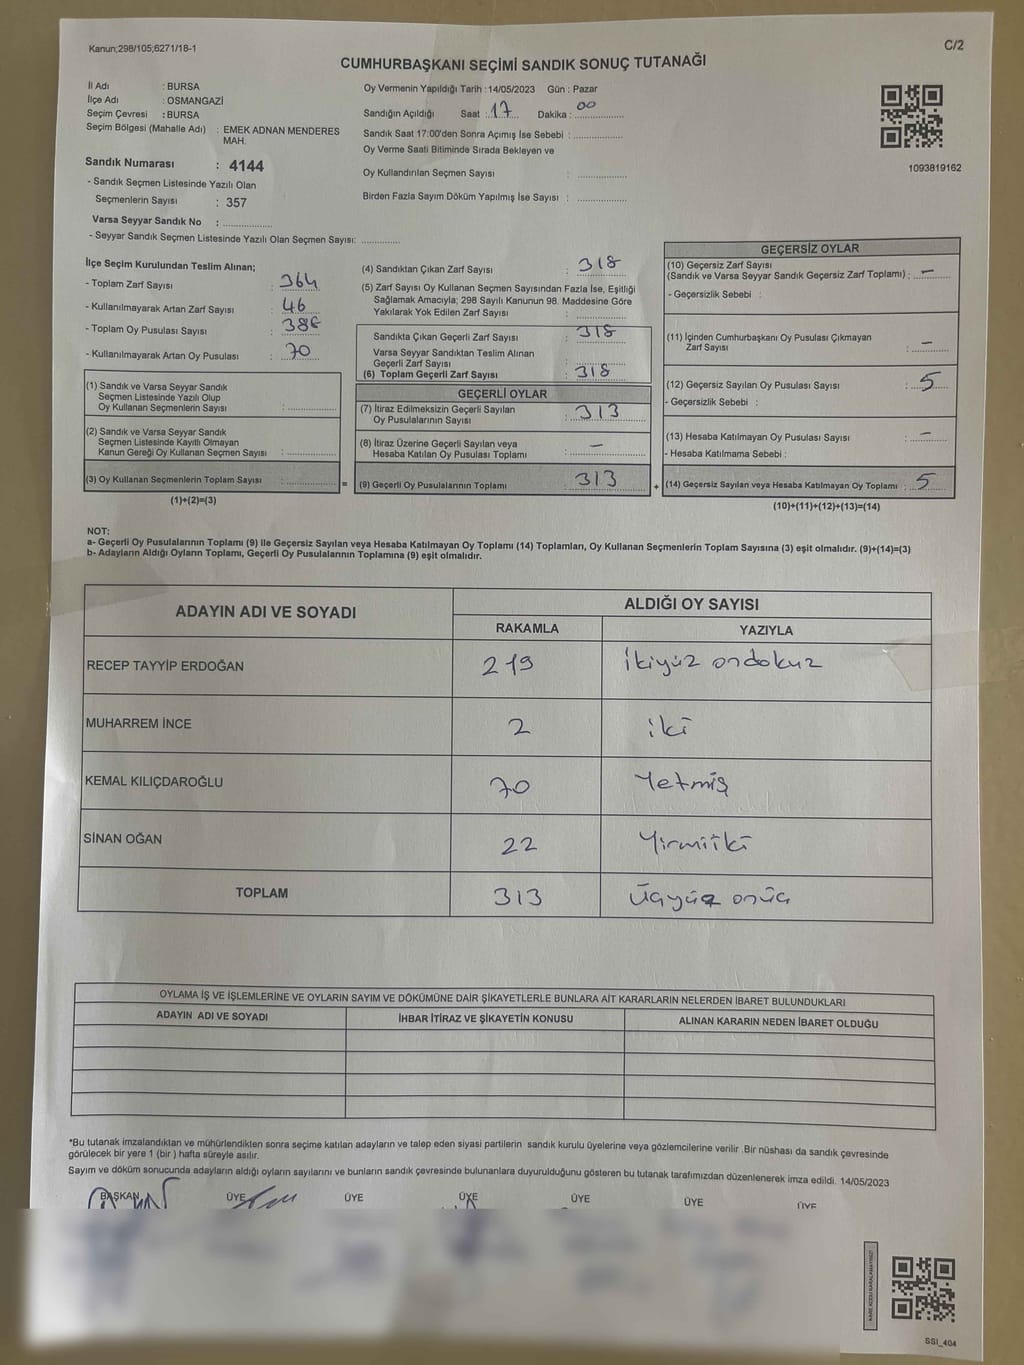 Kanun;298/105;6271/18-1
C/2
CUMHURBAŞKANI SEÇİMİ SANDIK SONUÇ TUTANAĞI
İl Adı : BURSA
İlçe Adı : OSMANGAZİ
Seçim Çevresi : BURSA
Seçim Bölgesi (Mahalle Adı) : EMEK ADNAN MENDERES
MAH.
Sandık Numarası : 4144
- Sandık Seçmen Listesinde Yazılı Olan
Seçmenlerin Sayısı : 357
Varsa Seyyar Sandık No :
- Seyyar Sandık Seçmen Listesinde Yazılı Olan Seçmen Sayısı:
Oy Vermenin Yapıldığı Tarih :14/05/2023 Gün : Pazar
Sandığın Açıldığı Saat : 17 Dakika : 00
Sandık Saat 17:00'den Sonra Açımış İse Sebebi :
Oy Verme Saati Bitiminde Sırada Bekleyen ve
Oy Kullandırılan Seçmen Sayısı :
Birden Fazla Sayım Döküm Yapılmış İse Sayısı :
1093819162
İlçe Seçim Kurulundan Teslim Alınan;
- Toplam Zarf Sayısı : 364
- Kullanılmayarak Artan Zarf Sayısı : 46
- Toplam Oy Pusulası Sayısı : 386
- Kullanılmayarak Artan Oy Pusulası : 70
(1) Sandık ve Varsa Seyyar Sandık
Seçmen Listesinde Yazılı Olup
Oy Kullanan Seçmenlerin Sayısı :
(2) Sandık ve Varsa Seyyar Sandık
Seçmen Listesinde Kayıtlı Olmayan
Kanun Gereği Oy Kullanan Seçmen Sayısı :
(3) Oy Kullanan Seçmenlerin Toplam Sayısı :
(1)+(2)=(3)
(4) Sandıktan Çıkan Zarf Sayısı : 318
(5) Zarf Sayısı Oy Kullanan Seçmen Sayısından Fazla İse, Eşitliği
Sağlamak Amacıyla; 298 Sayılı Kanunun 98. Maddesine Göre
Yakılarak Yok Edilen Zarf Sayısı :
Sandıkta Çıkan Geçerli Zarf Sayısı : 318
Varsa Seyyar Sandıktan Teslim Alınan
Geçerli Zarf Sayısı :
(6) Toplam Geçerli Zarf Sayısı : 318
GEÇERLİ OYLAR
(7) İtiraz Edilmeksizin Geçerli Sayılan
Oy Pusulalarının Sayısı : 313
(8) İtiraz Üzerine Geçerli Sayılan veya
Hesaba Katılan Oy Pusulası Toplamı : –
= (9) Geçerli Oy Pusulalarının Toplamı 313 +
GEÇERSİZ OYLAR
(10) Geçersiz Zarf Sayısı
(Sandık ve Varsa Seyyar Sandık Geçersiz Zarf Toplamı) : –
- Geçersizlik Sebebi :
(11) İçinden Cumhurbaşkanı Oy Pusulası Çıkmayan
Zarf Sayısı : –
(12) Geçersiz Sayılan Oy Pusulası Sayısı : 5
- Geçersizlik Sebebi :
(13) Hesaba Katılmayan Oy Pusulası Sayısı : –
- Hesaba Katılmama Sebebi :
(14) Geçersiz Sayılan veya Hesaba Katılmayan Oy Toplamı : 5
(10)+(11)+(12)+(13)=(14)
NOT:
a- Geçerli Oy Pusulalarının Toplamı (9) ile Geçersiz Sayılan veya Hesaba Katılmayan Oy Toplamı (14) Toplamları, Oy Kullanan Seçmenlerin Toplam Sayısına (3) eşit olmalıdır. (9)+(14)=(3)
b- Adayların Aldığı Oyların Toplamı, Geçerli Oy Pusulalarının Toplamına (9) eşit olmalıdır.
ADAYIN ADI VE SOYADI
ALDIĞI OY SAYISI
RAKAMLA YAZIYLA
RECEP TAYYİP ERDOĞAN 219 ikiyüz ondokuz
MUHARREM İNCE 2 iki
KEMAL KILIÇDAROĞLU 70 Yetmiş
SİNAN OĞAN 22 Yirmiiki
TOPLAM 313 Üçyüz onüç
OYLAMA İŞ VE İŞLEMLERİNE VE OYLARIN SAYIM VE DÖKÜMÜNE DAİR ŞİKAYETLERLE BUNLARA AİT KARARLARIN NELERDEN İBARET BULUNDUKLARI
ADAYIN ADI VE SOYADI İHBAR İTİRAZ VE ŞİKAYETİN KONUSU ALINAN KARARIN NEDEN İBARET OLDUĞU
*Bu tutanak imzalandıktan ve mühürlendikten sonra seçime katılan adayların ve talep eden siyasi partilerin sandık kurulu üyelerine veya gözlemcilerine verilir .Bir nüshası da sandık çevresinde
görülecek bir yere 1 (bir ) hafta süreyle asılır.
Sayım ve döküm sonucunda adayların aldığı oyların sayılarını ve bunların sandık çevresinde bulunanlara duyurulduğunu gösteren bu tutanak tarafımızdan düzenlenerek imza edildi. 14/05/2023
BAŞKAN ÜYE ÜYE ÜYE ÜYE ÜYE ÜYE
SSI_404